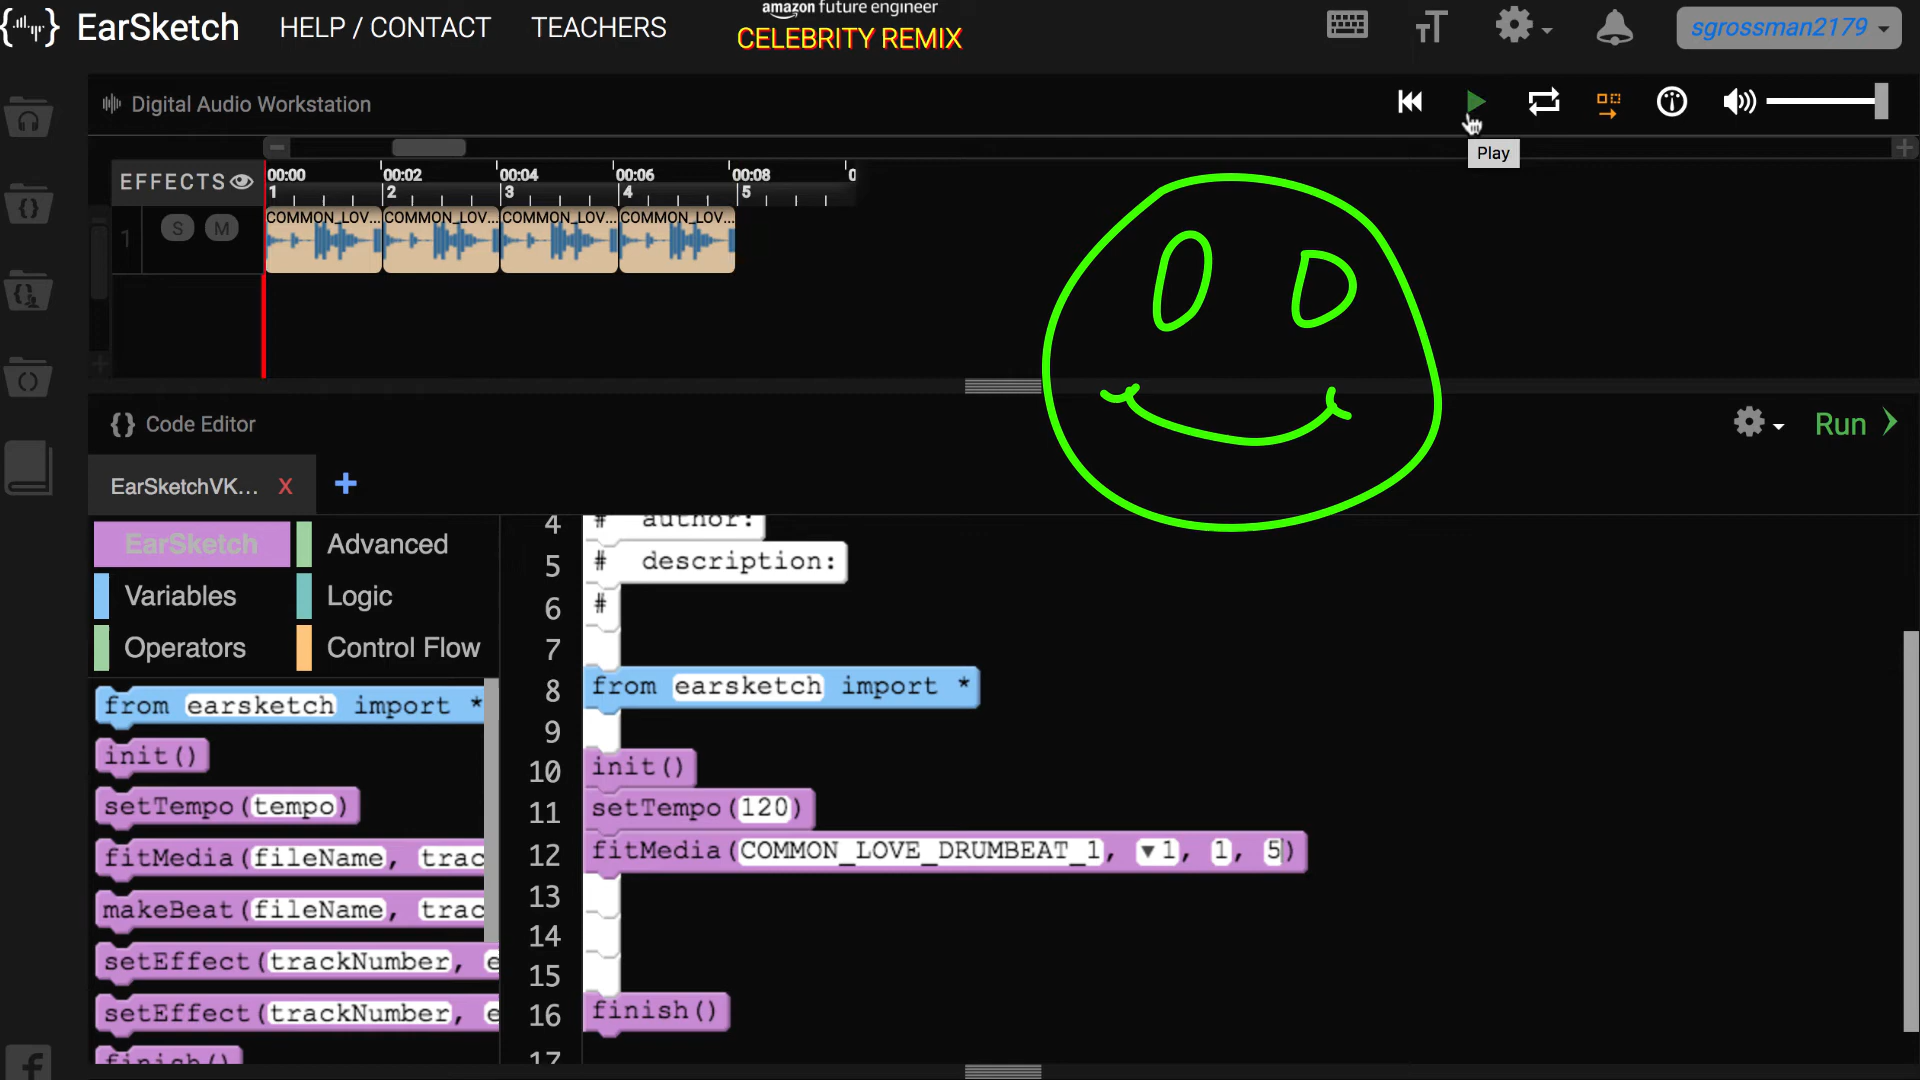 EarSketch HELP / CONTACT TEACHERS
amazon future engineer
CELEBRITY REMIX
sgrossman2179
Digital Audio Workstation
Play
EFFECTS
00:00 00:02 00:04 00:06 00:08 0
1 2 3 4 5
1 S M
COMMON_LOV... COMMON_LOV... COMMON_LOV... COMMON_LOV...
{} Code Editor
Run
EarSketchVK... X +
EarSketch Advanced
Variables Logic
Operators Control Flow
from earsketch import *
init()
setTempo(tempo)
fitMedia(fileName, trac
makeBeat(fileName, trac
setEffect(trackNumber, e
setEffect(trackNumber, e
finish()
4 # author:
5 # description:
6 #
7
8 from earsketch import *
9
10 init()
11 setTempo(120)
12 fitMedia(COMMON_LOVE_DRUMBEAT_1, ▼1, 1, 5)
13
14
15
16 finish()
17